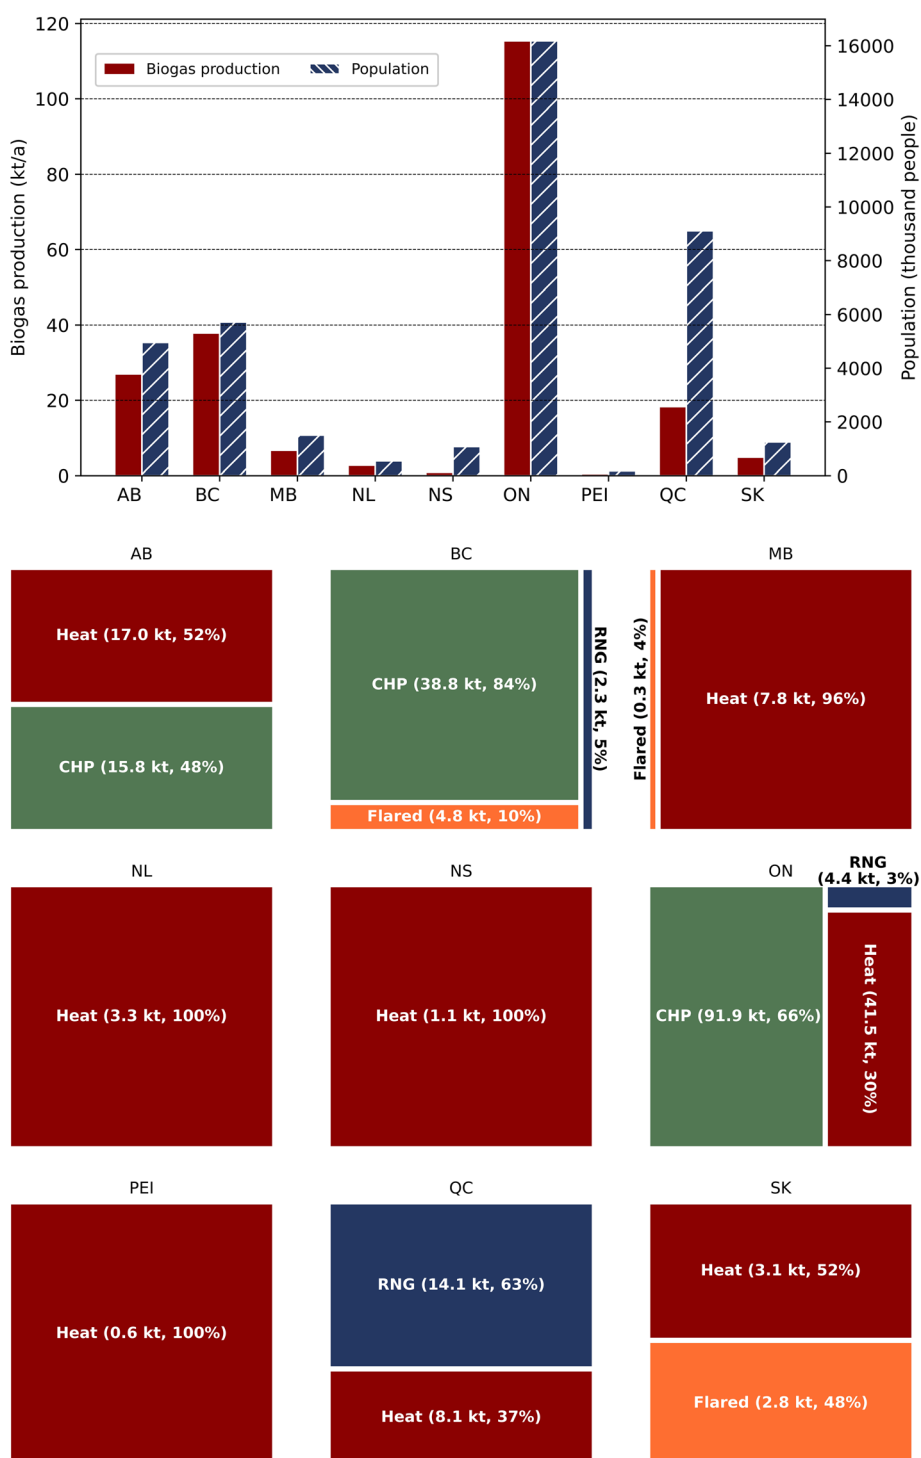 120
100
80
60
40
20
0
Biogas production (kt/a)
Biogas production
Population
16000
14000
12000
10000
8000
6000
4000
2000
0
Population (thousand people)
AB BC MB NL NS ON PEI QC SK
AB
Heat (17.0 kt, 52%)
CHP (15.8 kt, 48%)
BC
CHP (38.8 kt, 84%)
Flared (4.8 kt, 10%)
RNG (2.3 kt, 5%)
MB
Flared (0.3 kt, 4%)
Heat (7.8 kt, 96%)
NL
Heat (3.3 kt, 100%)
NS
Heat (1.1 kt, 100%)
ON
RNG
(4.4 kt, 3%)
CHP (91.9 kt, 66%)
Heat (41.5 kt, 30%)
PEI
Heat (0.6 kt, 100%)
QC
RNG (14.1 kt, 63%)
Heat (8.1 kt, 37%)
SK
Heat (3.1 kt, 52%)
Flared (2.8 kt, 48%)